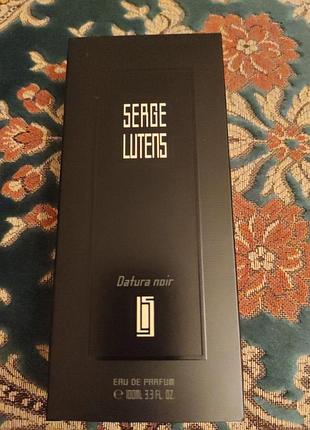 SERGE
LUTENS
Datura noir
EAU DE PARFUM
℮ 100ML 3.3 FL. OZ.